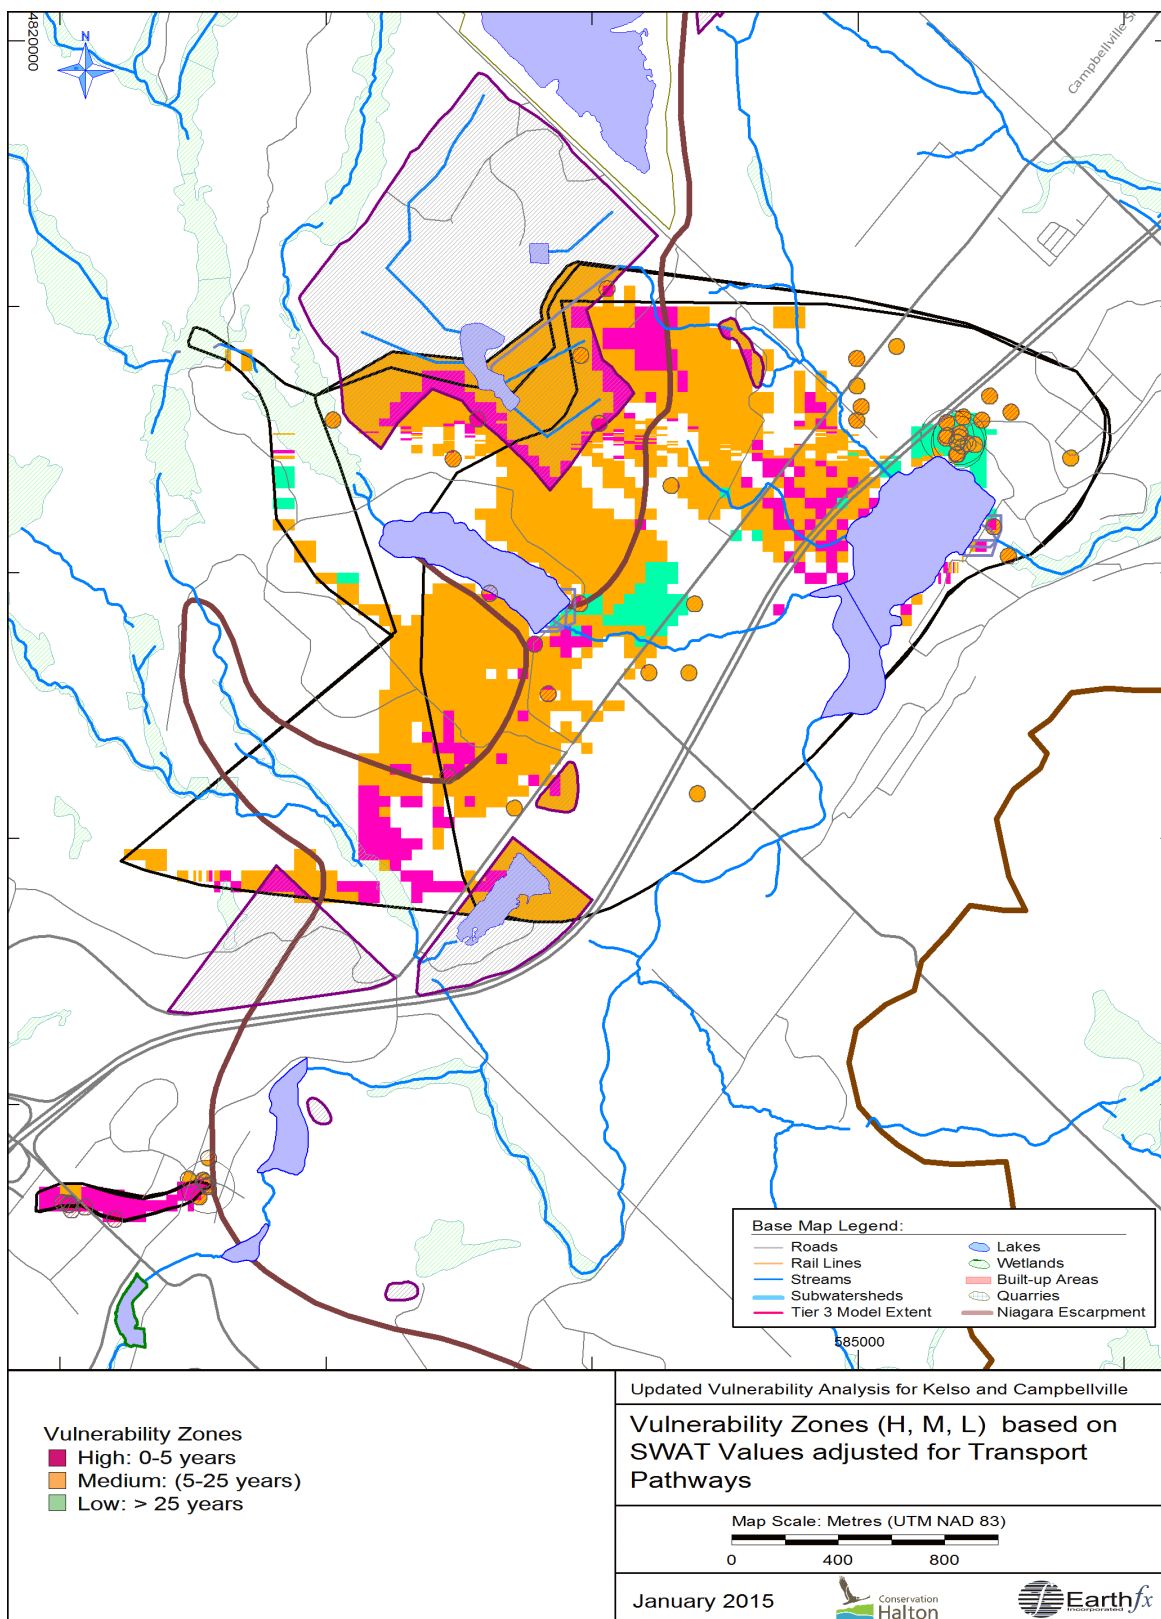 4820000
N
Campbellville
Base Map Legend:
Roads
Rail Lines
Streams
Subwatersheds
Tier 3 Model Extent
Lakes
Wetlands
Built-up Areas
Quarries
Niagara Escarpment
585000
Vulnerability Zones
High: 0-5 years
Medium: (5-25 years)
Low: > 25 years
Updated Vulnerability Analysis for Kelso and Campbellville
Vulnerability Zones (H, M, L) based on
SWAT Values adjusted for Transport
Pathways
Map Scale: Metres (UTM NAD 83)
0 400 800
January 2015
Conservation
Halton
Earthfx
Incorporated